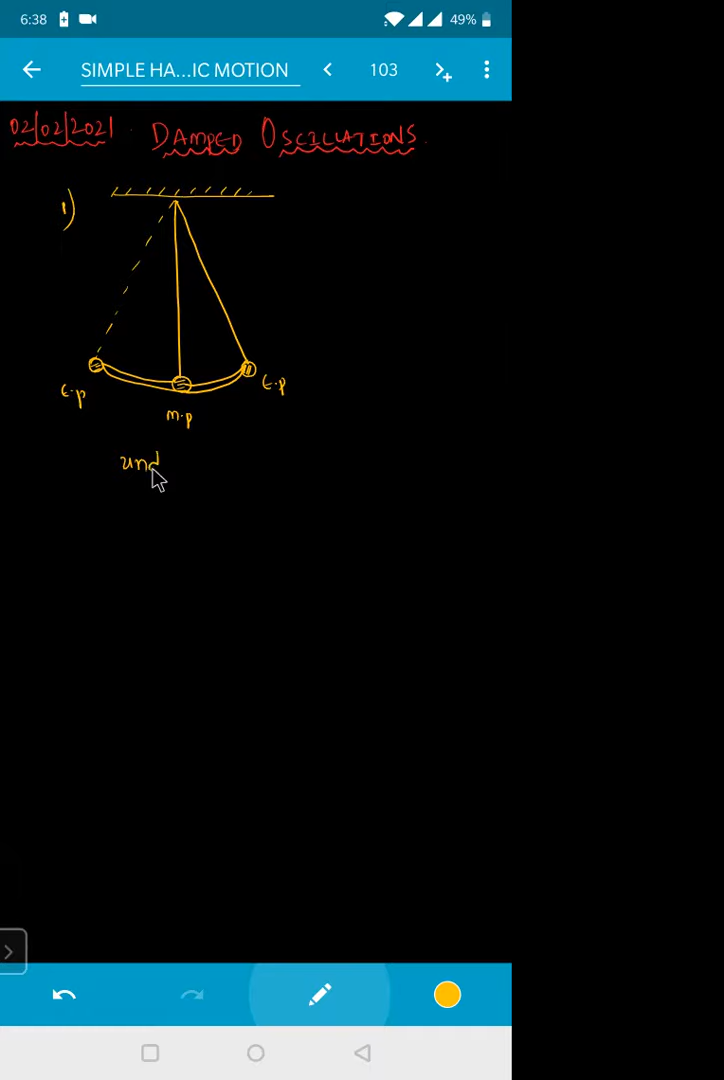 6:38 49%
SIMPLE HA...IC MOTION 103
02/02/2021. DAMPED OSCILLATIONS.
1)
E.p E.p
m.p
und